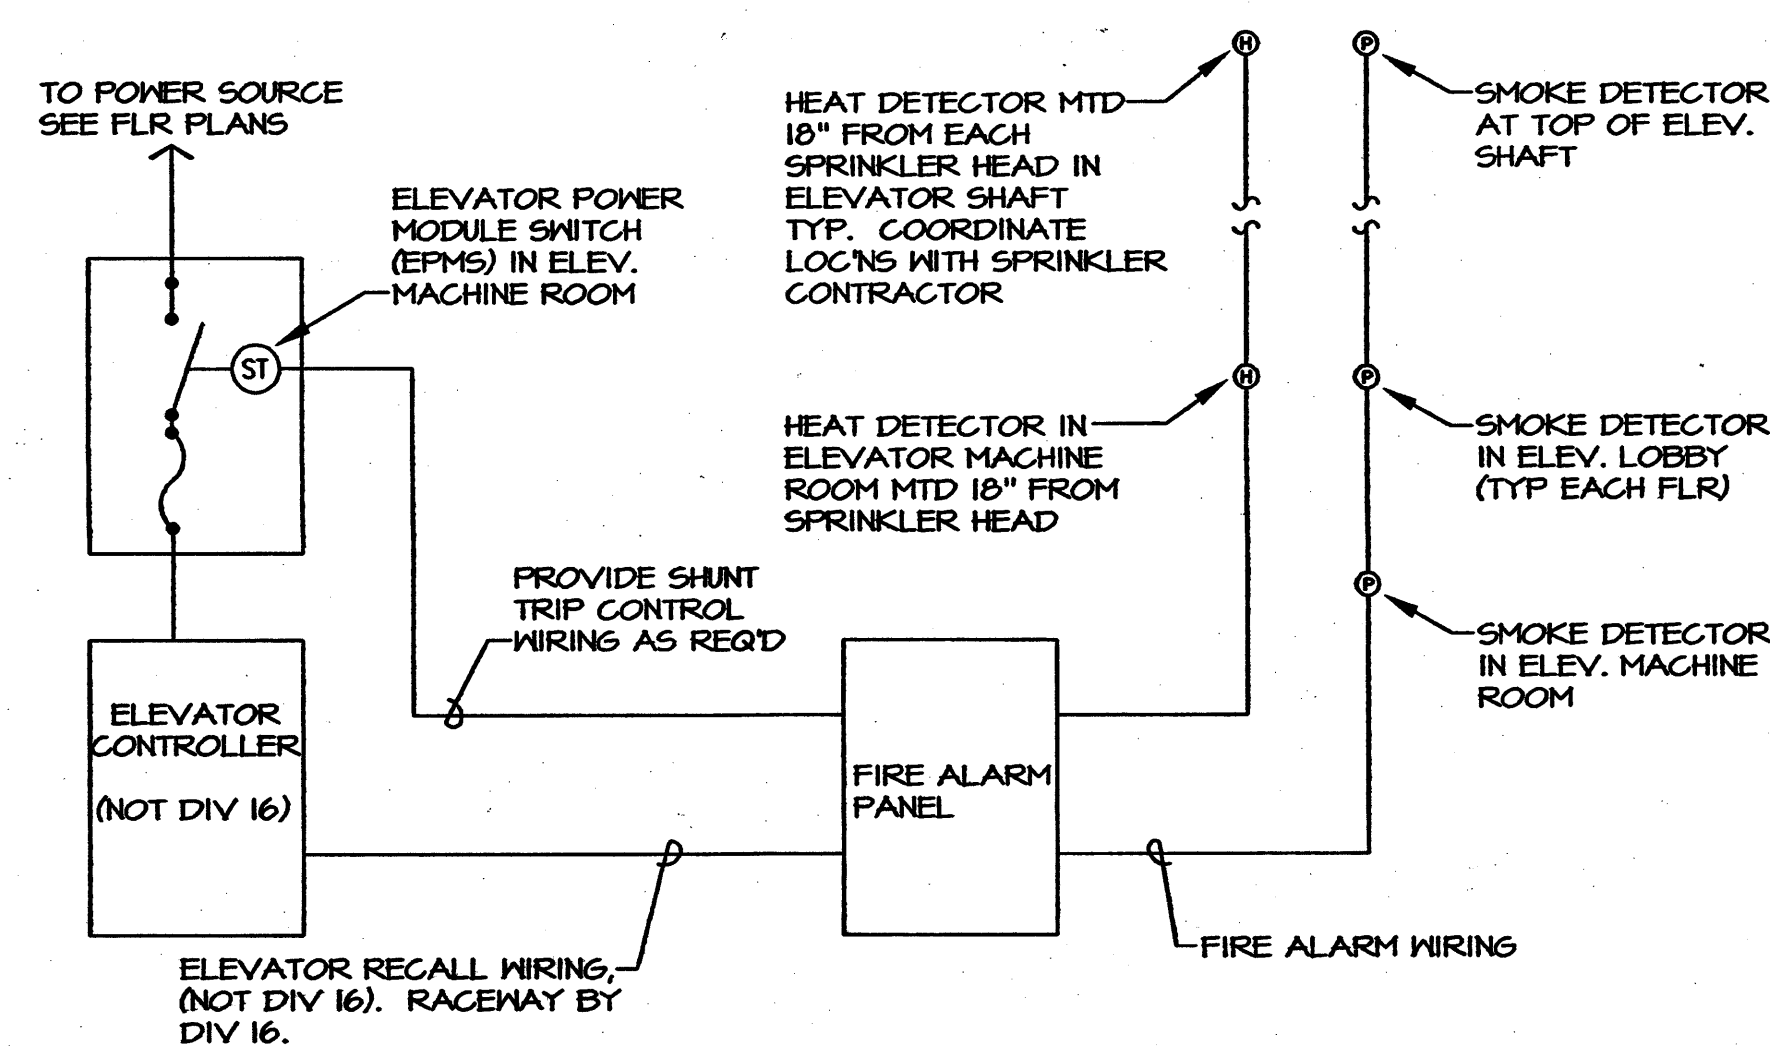 TO POWER SOURCE
SEE FLR PLANS
ELEVATOR POWER
MODULE SWITCH
(EPMS) IN ELEV.
MACHINE ROOM
ST
HEAT DETECTOR MTD
18" FROM EACH
SPRINKLER HEAD IN
ELEVATOR SHAFT
TYP. COORDINATE
LOC'NS WITH SPRINKLER
CONTRACTOR
H
P
SMOKE DETECTOR
AT TOP OF ELEV.
SHAFT
HEAT DETECTOR IN
ELEVATOR MACHINE
ROOM MTD 18" FROM
SPRINKLER HEAD
H
P
SMOKE DETECTOR
IN ELEV. LOBBY
(TYP EACH FLR)
P
SMOKE DETECTOR
IN ELEV. MACHINE
ROOM
PROVIDE SHUNT
TRIP CONTROL
WIRING AS REQ'D
ELEVATOR
CONTROLLER
(NOT DIV 16)
FIRE ALARM
PANEL
ELEVATOR RECALL WIRING,
(NOT DIV 16). RACEWAY BY
DIV 16.
FIRE ALARM WIRING